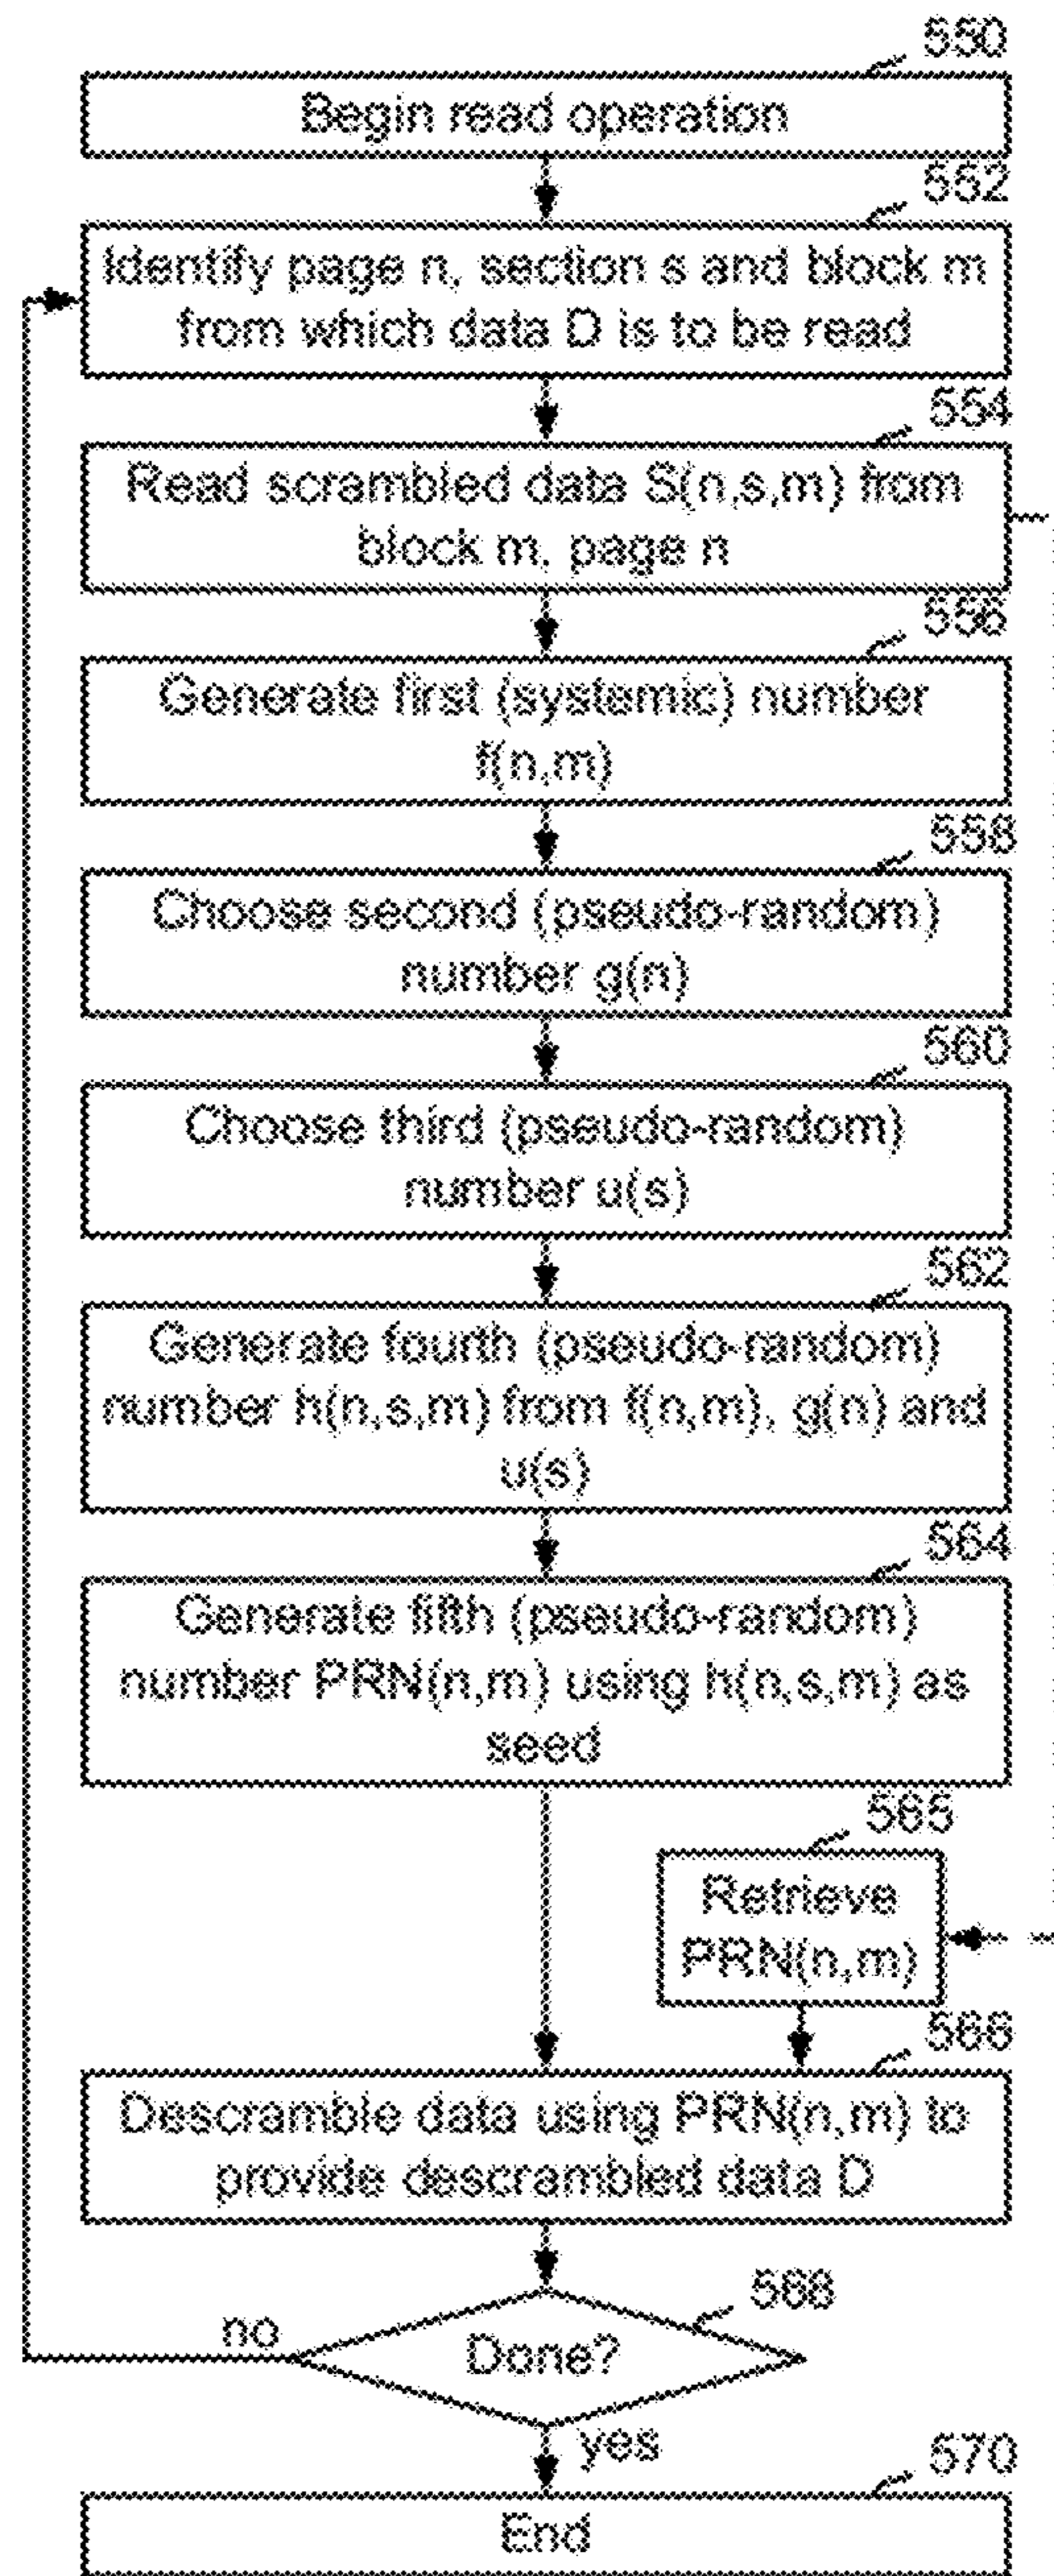 550
Begin read operation
552
Identify page n, section s and block m
from which data D is to be read
554
Read scrambled data S(n,s,m) from
block m, page n
556
Generate first (systemic) number
f(n,m)
558
Choose second (pseudo-random)
number g(n)
560
Choose third (pseudo-random)
number u(s)
562
Generate fourth (pseudo-random)
number h(n,s,m) from f(n,m), g(n) and
u(s)
564
Generate fifth (pseudo-random)
number PRN(n,m) using h(n,s,m) as
seed
565
Retrieve
PRN(n,m)
566
Descramble data using PRN(n,m) to
provide descrambled data D
568
no
Done?
yes
570
End